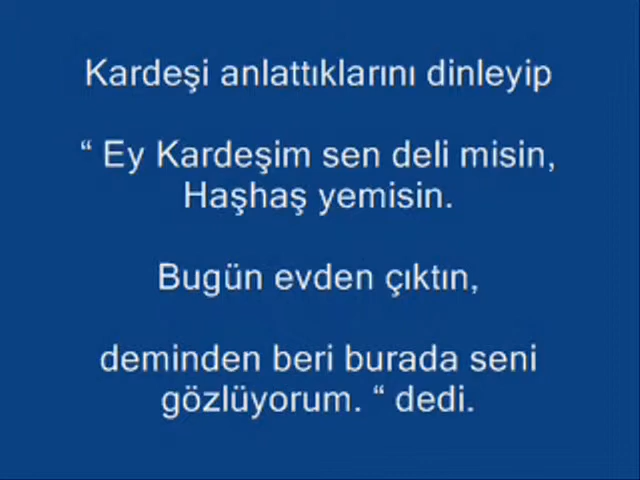 Kardeşi anlattıklarını dinleyip
“ Ey Kardeşim sen deli misin,
Haşhaş yemisin.
Bugün evden çıktın,
deminden beri burada seni
gözlüyorum. “ dedi.